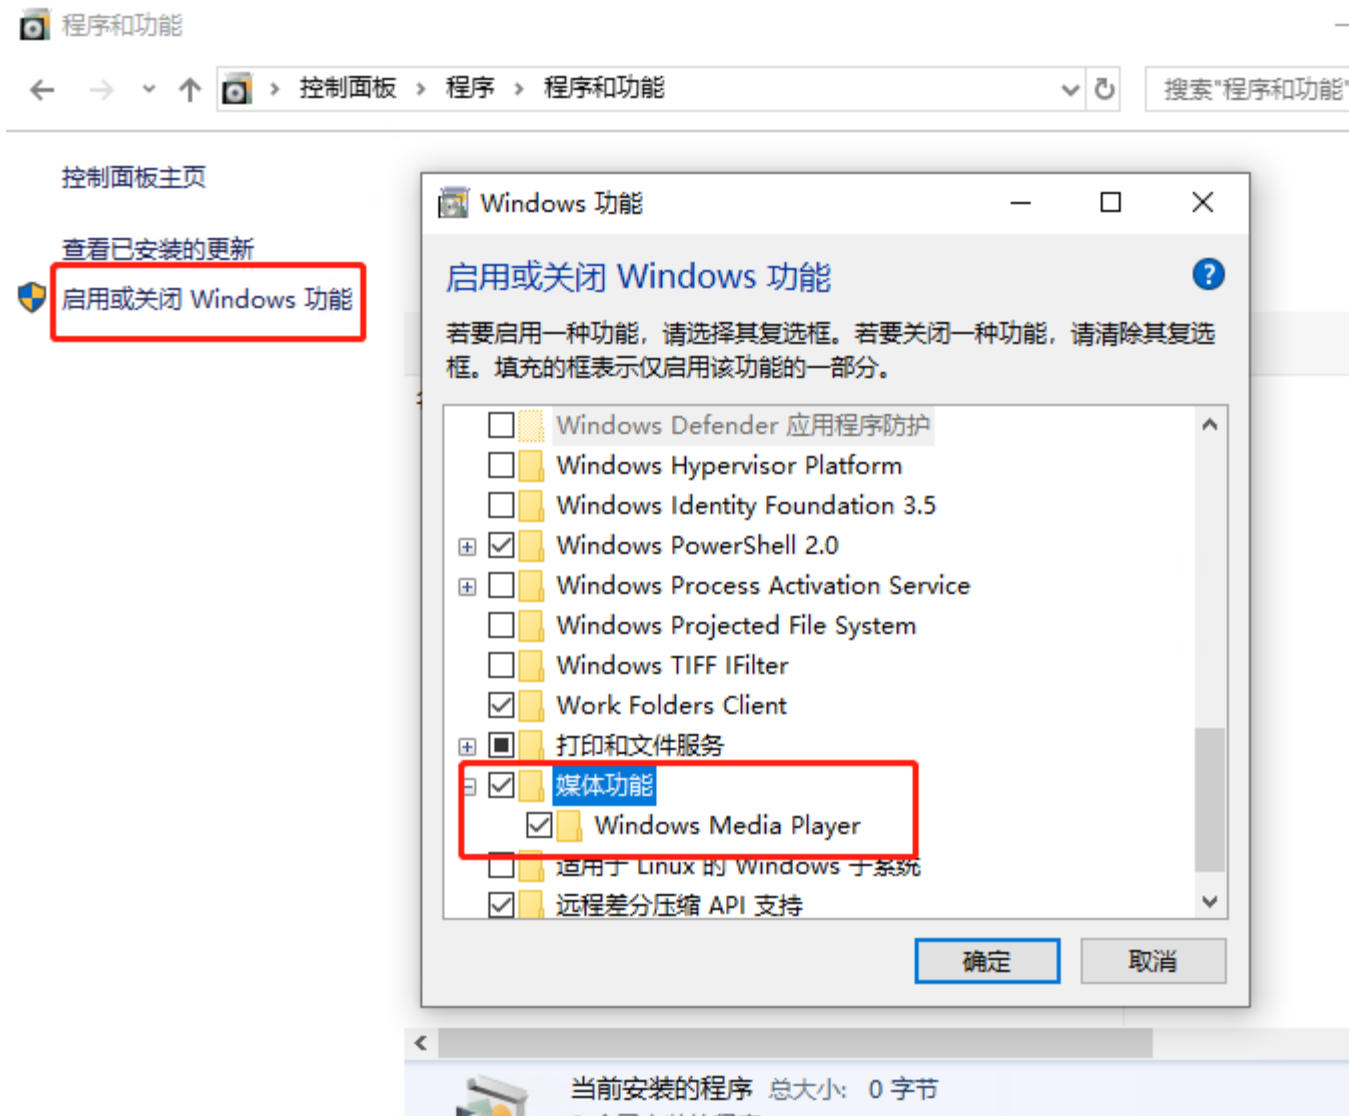 程序和功能
控制面板 程序 程序和功能
搜索"程序和功能"
控制面板主页
查看已安装的更新
启用或关闭 Windows 功能
Windows 功能
启用或关闭 Windows 功能
若要启用一种功能，请选择其复选框。若要关闭一种功能，请清除其复选
框。填充的框表示仅启用该功能的一部分。
Windows Defender 应用程序防护
Windows Hypervisor Platform
Windows Identity Foundation 3.5
Windows PowerShell 2.0
Windows Process Activation Service
Windows Projected File System
Windows TIFF IFilter
Work Folders Client
打印和文件服务
媒体功能
Windows Media Player
适用于 Linux 的 Windows 子系统
远程差分压缩 API 支持
确定
取消
当前安装的程序 总大小: 0 字节